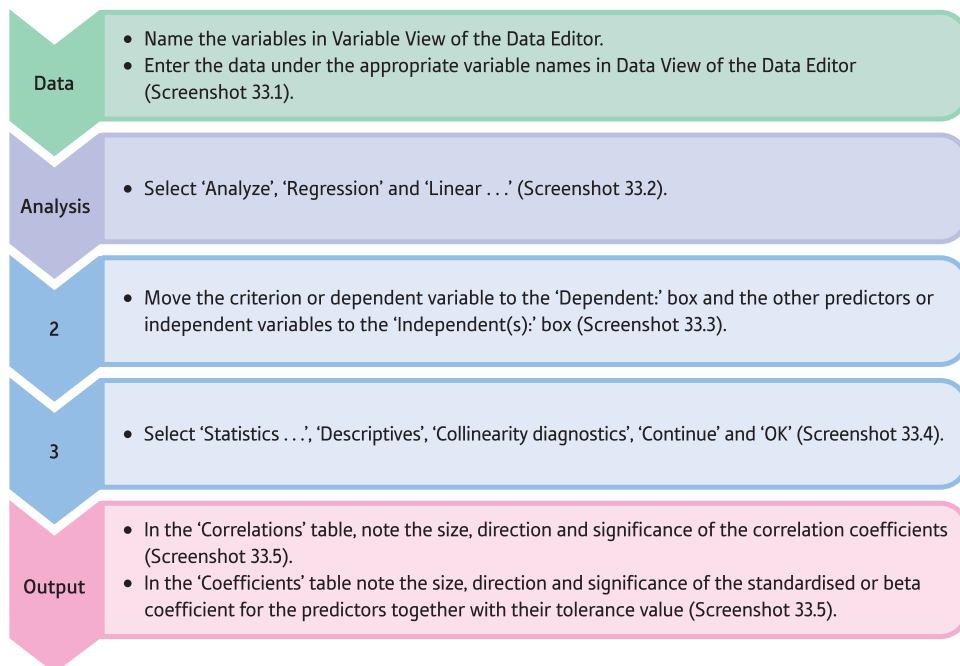 Data
• Name the variables in Variable View of the Data Editor.
• Enter the data under the appropriate variable names in Data View of the Data Editor
(Screenshot 33.1).
Analysis
• Select ‘Analyze’, ‘Regression’ and ‘Linear . . .’ (Screenshot 33.2).
2
• Move the criterion or dependent variable to the ‘Dependent:’ box and the other predictors or
independent variables to the ‘Independent(s):’ box (Screenshot 33.3).
3
• Select ‘Statistics . . .’, ‘Descriptives’, ‘Collinearity diagnostics’, ‘Continue’ and ‘OK’ (Screenshot 33.4).
Output
• In the ‘Correlations’ table, note the size, direction and significance of the correlation coefficients
(Screenshot 33.5).
• In the ‘Coefficients’ table note the size, direction and significance of the standardised or beta
coefficient for the predictors together with their tolerance value (Screenshot 33.5).